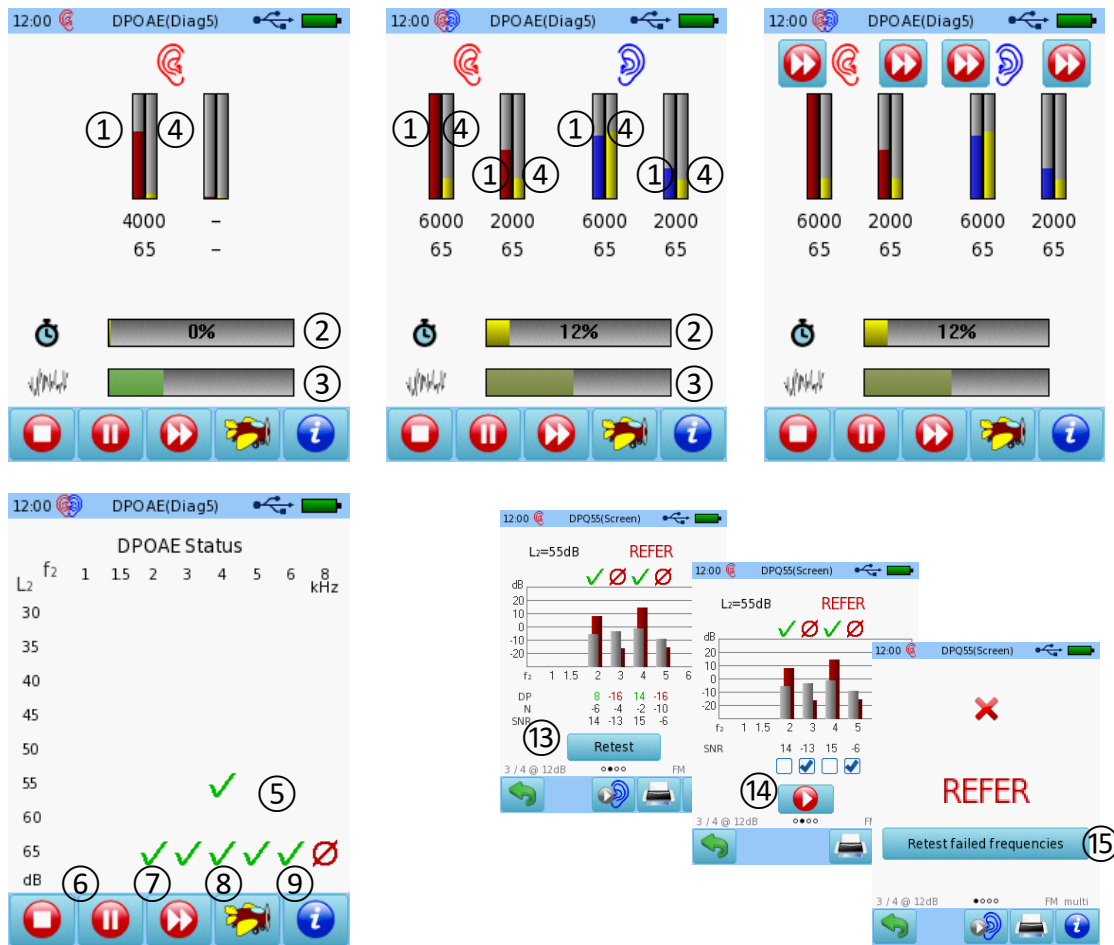 12:00 DPOAE(Diag5)
① ④
4000 –
65 –
0% ②
③
12:00 DPOAE(Diag5)
① ④ ① ④
① ④ ① ④
6000 2000 6000 2000
65 65 65 65
12% ②
③
12:00 DPOAE(Diag5)
6000 2000 6000 2000
65 65 65 65
12%
i i i
12:00 DPOAE(Diag5)
DPOAE Status
L2 f2 1 1.5 2 3 4 5 6 8
kHz
30
35
40
45
50
55 ⑤
60
65
dB ⑥ ⑦ ⑧ ⑨
i
12:00 DPQ55(Screen)
L2=55dB REFER
dB
20
10
0
-10
-20
f2 1 1.5 2 3 4 5 6
DP 8 -16 14 -16
N -6 -4 -2 -10
SNR 14 -13 15 -6
⑬ Retest
3 / 4 @ 12dB FM
12:00 DPQ55(Screen)
L2=55dB REFER
dB
20
10
0
-10
-20
f2 1 1.5 2 3 4 5
SNR 14 -13 15 -6
⑭
3 / 4 @ 12dB
12:00 DPQ55(Screen)
REFER
Retest failed frequencies ⑮
3 / 4 @ 12dB FM multi
i